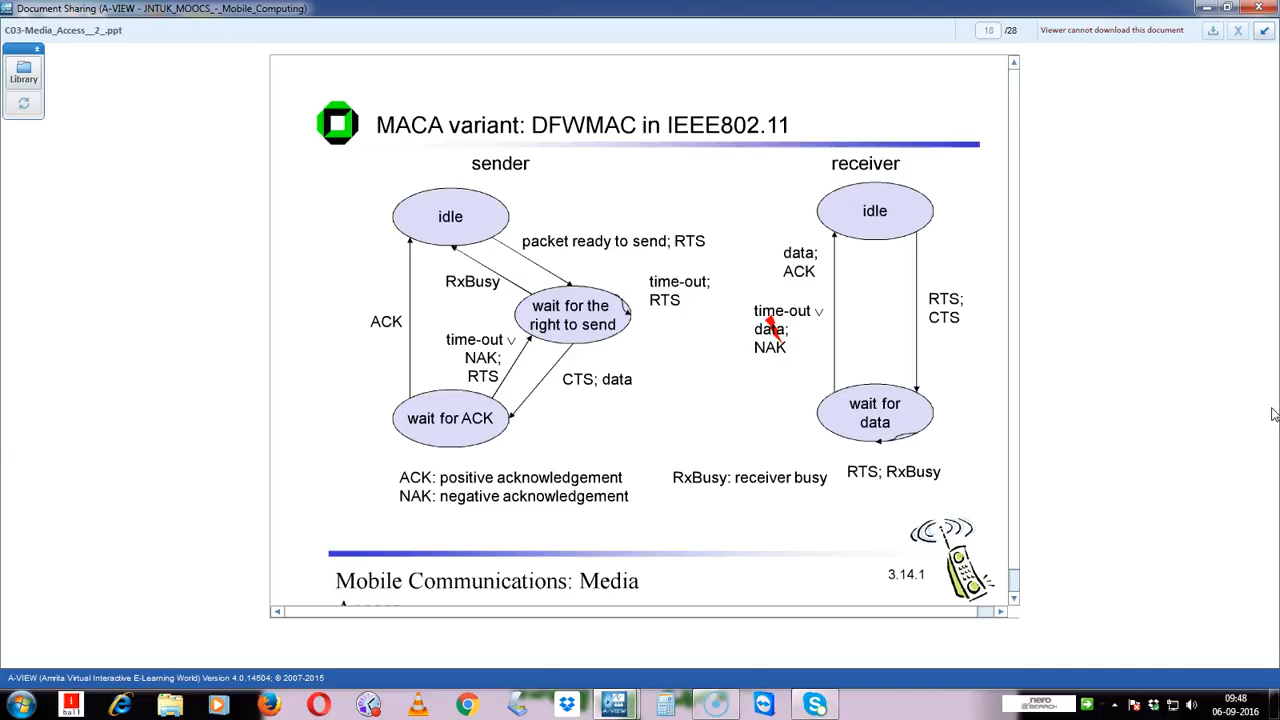 Document Sharing (A-VIEW - JNTUK_MOOCS_-_Mobile_Computing)
C03-Media_Access__2_.ppt
18 /28
Viewer cannot download this document
Library
MACA variant: DFWMAC in IEEE802.11
sender
receiver
idle
idle
packet ready to send; RTS
data;
ACK
RxBusy
time-out;
RTS
wait for the
right to send
time-out ∨
data;
NAK
RTS;
CTS
ACK
time-out ∨
NAK;
RTS
CTS; data
wait for ACK
wait for
data
ACK: positive acknowledgement
NAK: negative acknowledgement
RxBusy: receiver busy
RTS; RxBusy
3.14.1
Mobile Communications: Media
A-VIEW (Amrita Virtual Interactive E-Learning World) Version 4.0.14504; © 2007-2015
i
ball
A-VIEW
nero
SEARCH
09:48
06-09-2016